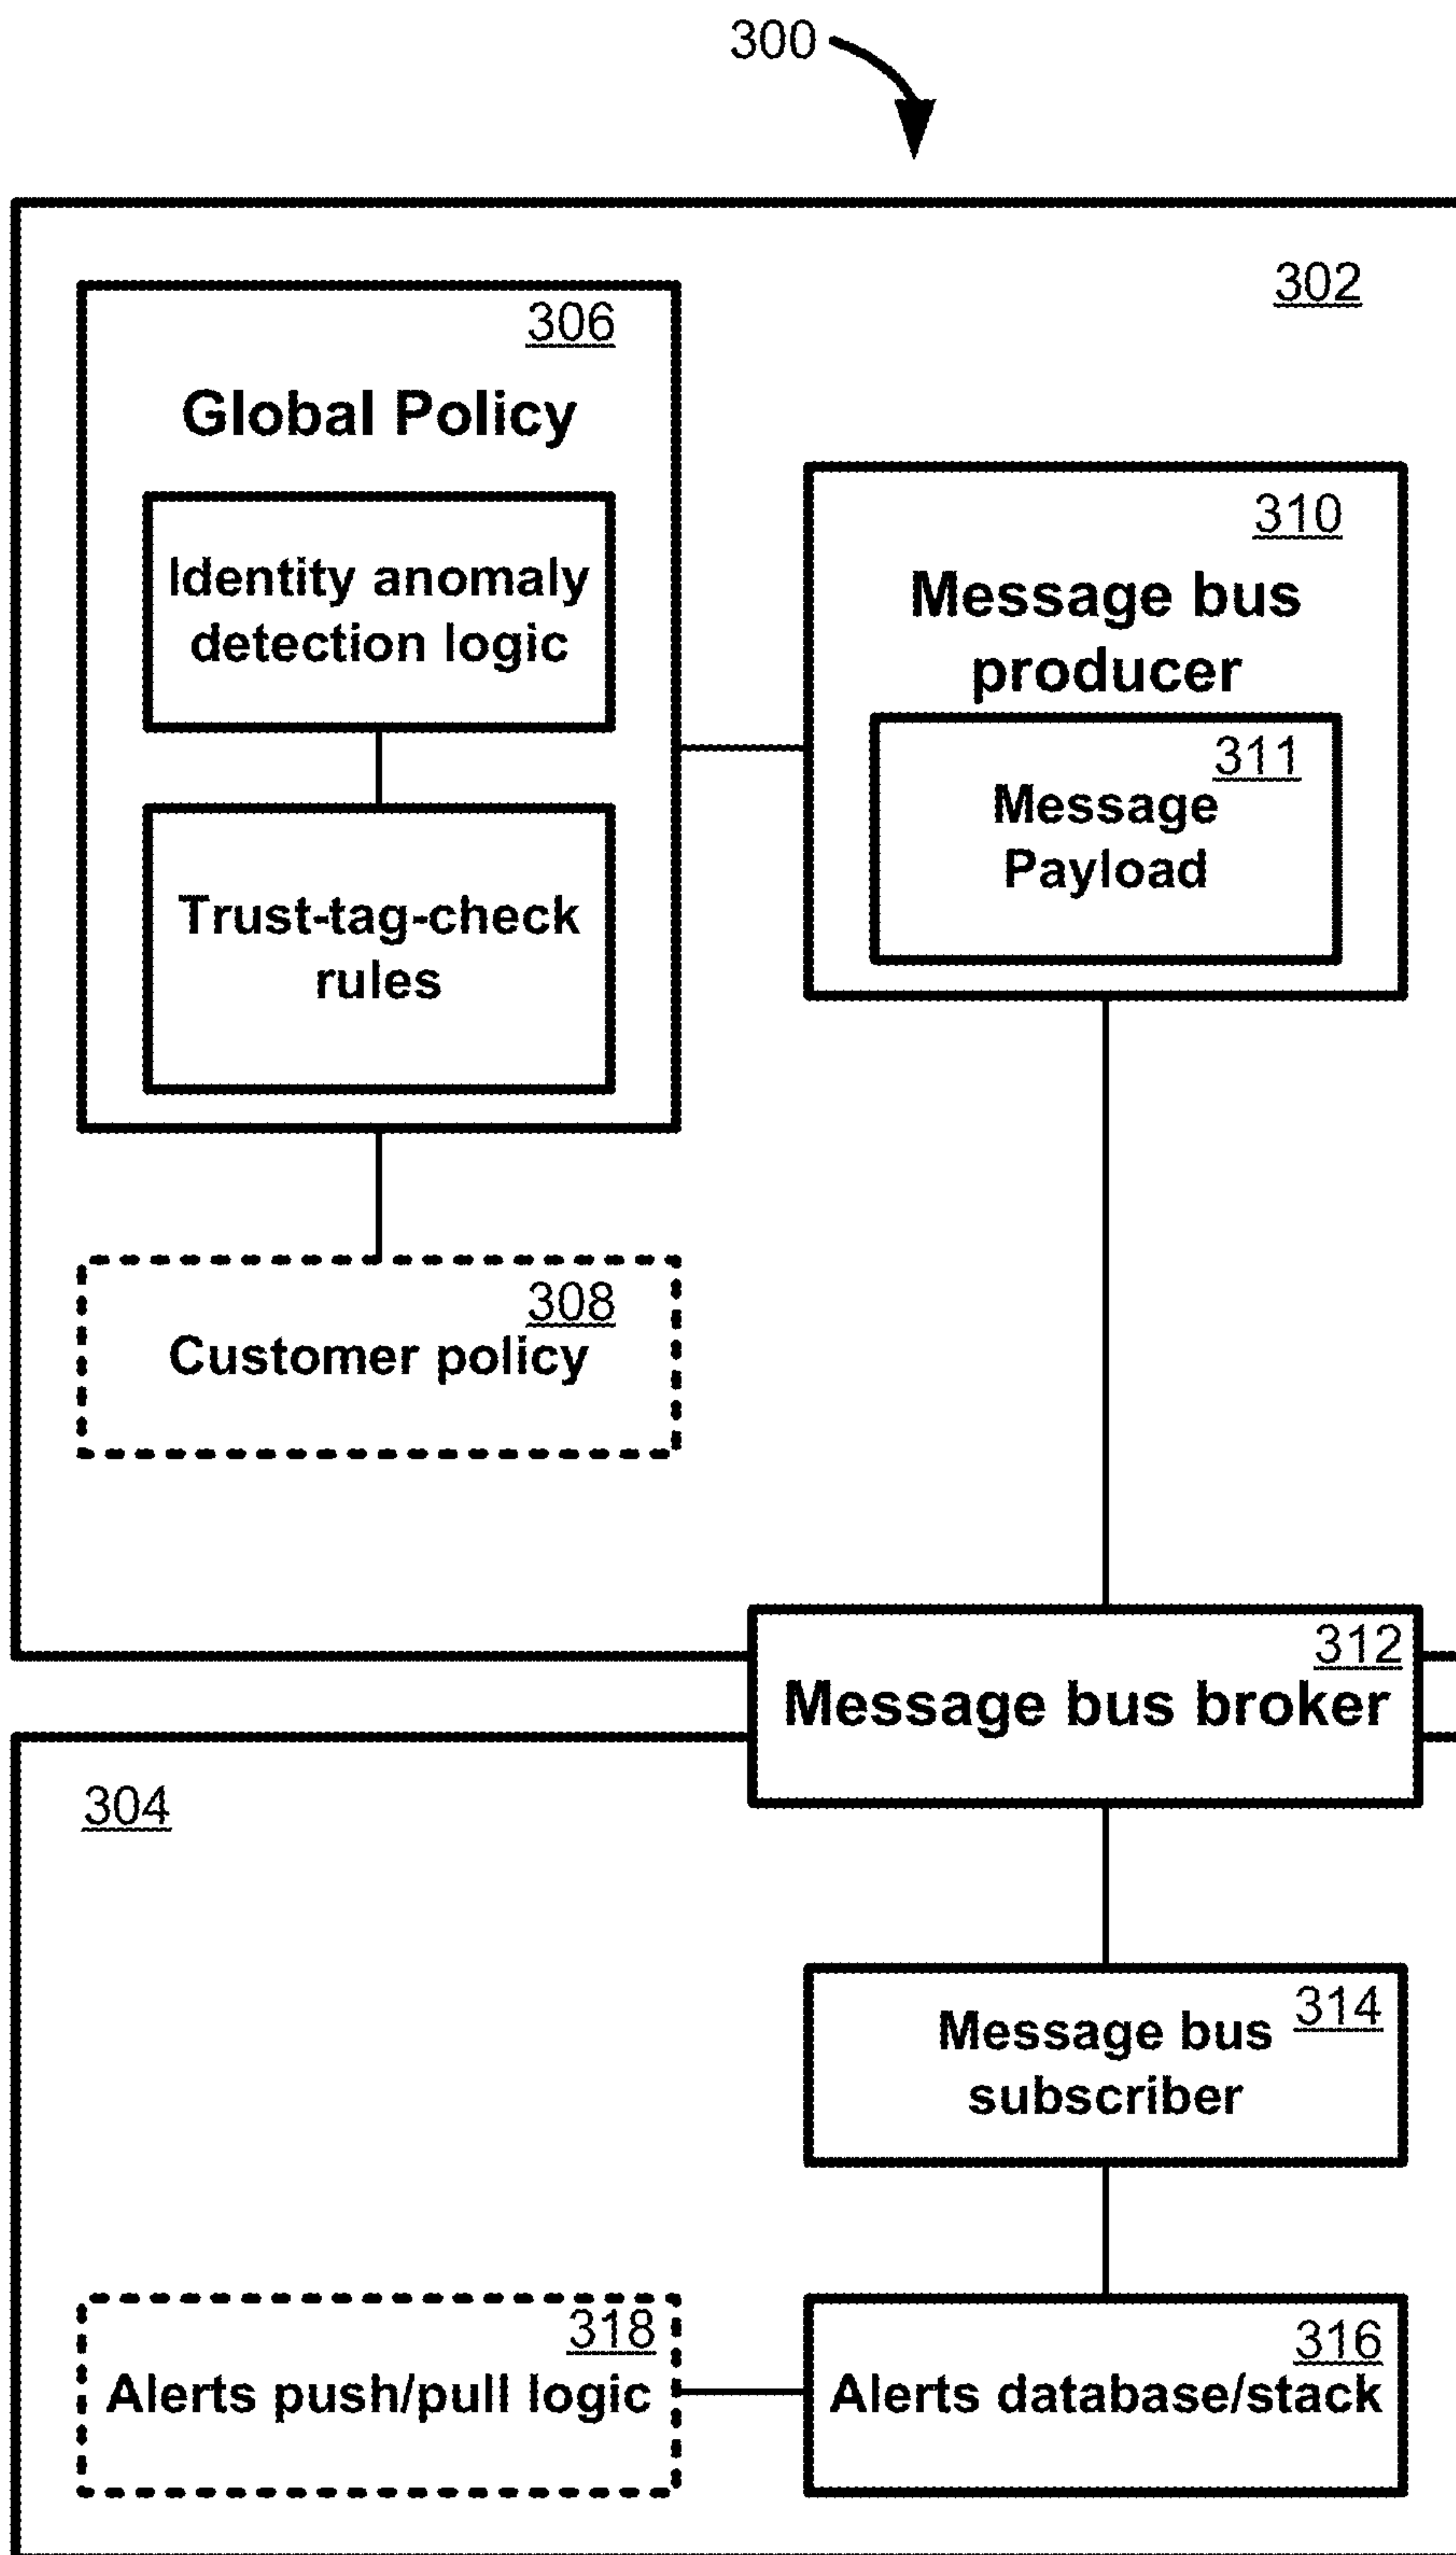 300
302
306
Global Policy
Identity anomaly
detection logic
Trust-tag-check
rules
310
Message bus
producer
311
Message
Payload
308
Customer policy
312
Message bus broker
304
314
Message bus
subscriber
318
Alerts push/pull logic
316
Alerts database/stack